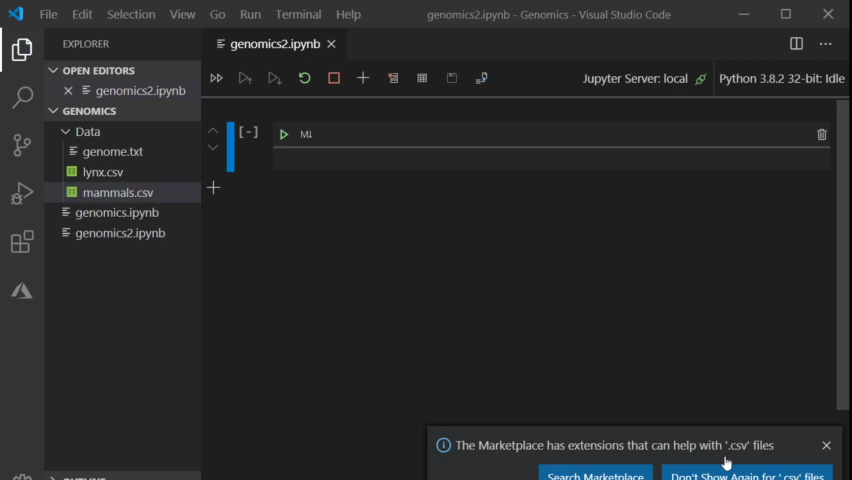 File Edit Selection View Go Run Terminal Help genomics2.ipynb - Genomics - Visual Studio Code
EXPLORER
genomics2.ipynb
OPEN EDITORS
genomics2.ipynb
Jupyter Server: local
Python 3.8.2 32-bit: Idle
GENOMICS
Data
genome.txt
lynx.csv
mammals.csv
genomics.ipynb
genomics2.ipynb
[-]
M↓
The Marketplace has extensions that can help with '.csv' files
Search Marketplace
Don't Show Again for '.csv' files
OUTLINE